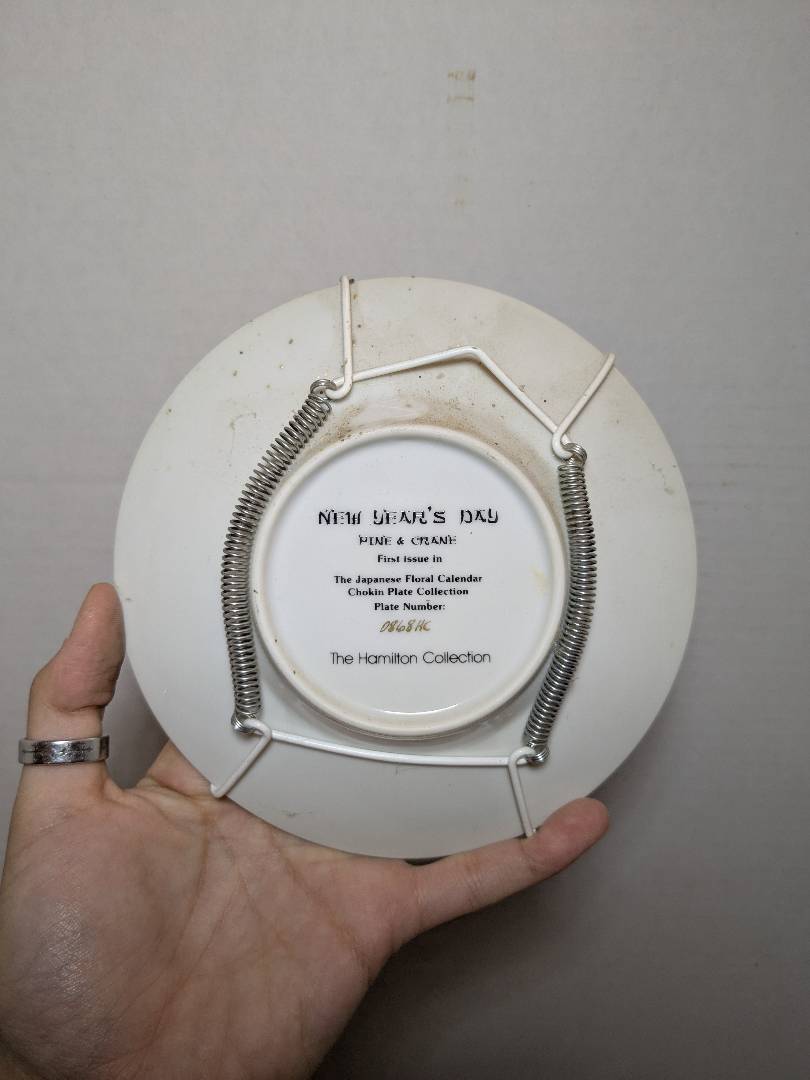 NEW YEAR'S DAY
PINE & CRANE
First issue in
The Japanese Floral Calendar
Chokin Plate Collection
Plate Number:
0868HC
The Hamilton Collection